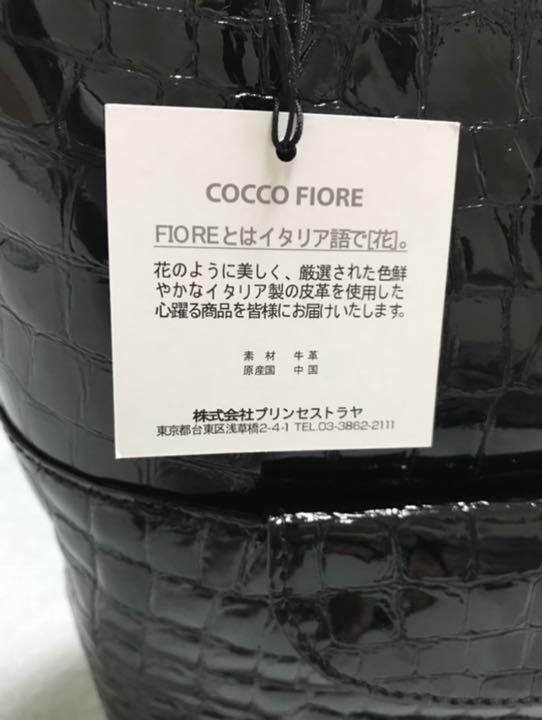 COCCO FIORE
FIOREとはイタリア語で[花]。
花のように美しく、厳選された色鮮
やかなイタリア製の皮革を使用した
心躍る商品を皆様にお届けいたします。
素 材 牛 革
原産国 中 国
株式会社プリンセストラヤ
東京都台東区浅草橋2-4-1 TEL.03-3862-2111